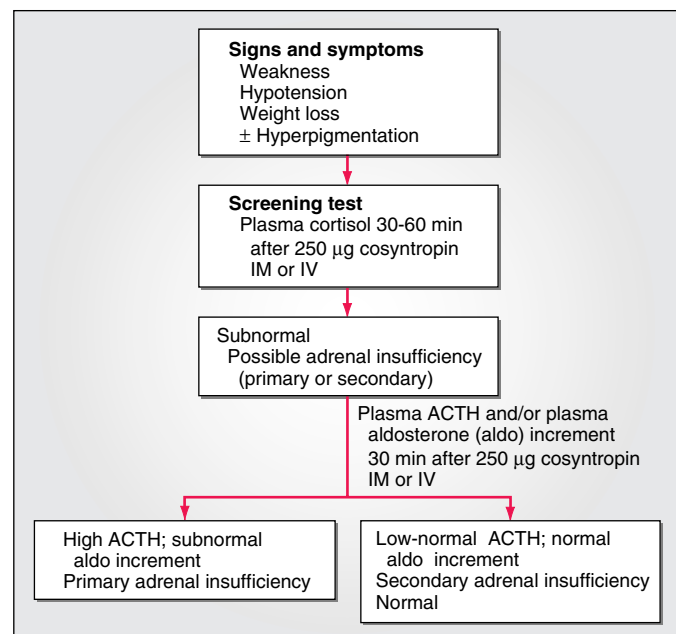 Signs and symptoms
Weakness
Hypotension
Weight loss
± Hyperpigmentation
Screening test
Plasma cortisol 30-60 min
after 250 μg cosyntropin
IM or IV
Subnormal
Possible adrenal insufficiency
(primary or secondary)
Plasma ACTH and/or plasma
aldosterone (aldo) increment
30 min after 250 μg cosyntropin
IM or IV
High ACTH; subnormal
aldo increment
Primary adrenal insufficiency
Low-normal ACTH; normal
aldo increment
Secondary adrenal insufficiency
Normal